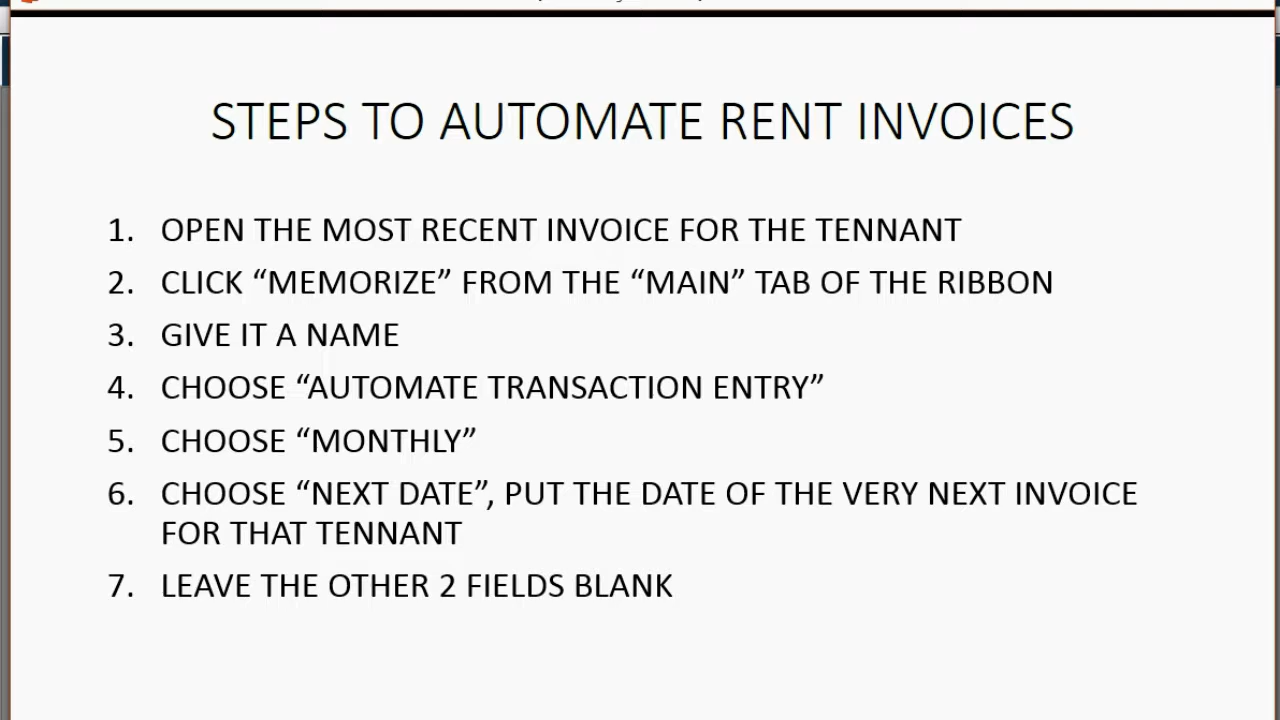 STEPS TO AUTOMATE RENT INVOICES
1. OPEN THE MOST RECENT INVOICE FOR THE TENNANT
2. CLICK “MEMORIZE” FROM THE “MAIN” TAB OF THE RIBBON
3. GIVE IT A NAME
4. CHOOSE “AUTOMATE TRANSACTION ENTRY”
5. CHOOSE “MONTHLY”
6. CHOOSE “NEXT DATE”, PUT THE DATE OF THE VERY NEXT INVOICE
FOR THAT TENNANT
7. LEAVE THE OTHER 2 FIELDS BLANK